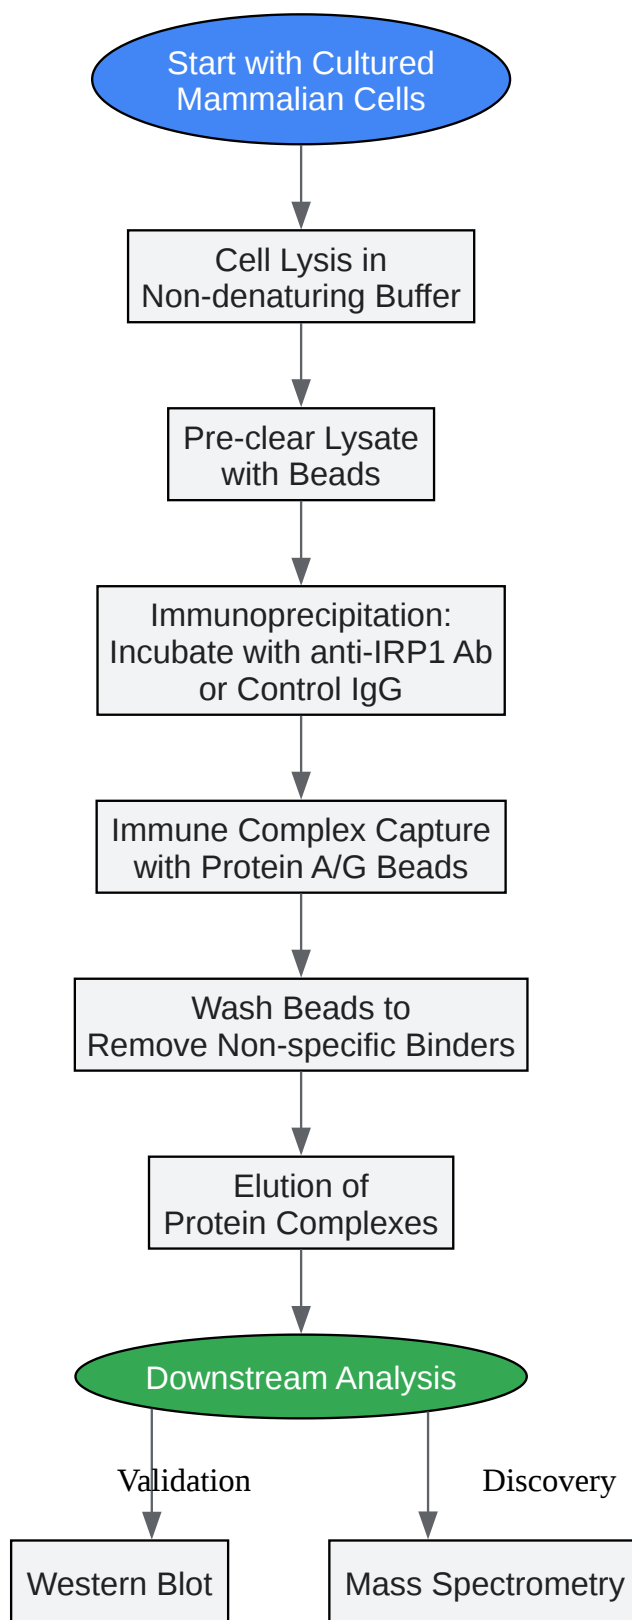 Start with Cultured
Mammalian Cells
Cell Lysis in
Non-denaturing Buffer
Pre-clear Lysate
with Beads
Immunoprecipitation:
Incubate with anti-IRP1 Ab
or Control IgG
Immune Complex Capture
with Protein A/G Beads
Wash Beads to
Remove Non-specific Binders
Elution of
Protein Complexes
Downstream Analysis
Validation
Discovery
Western Blot
Mass Spectrometry